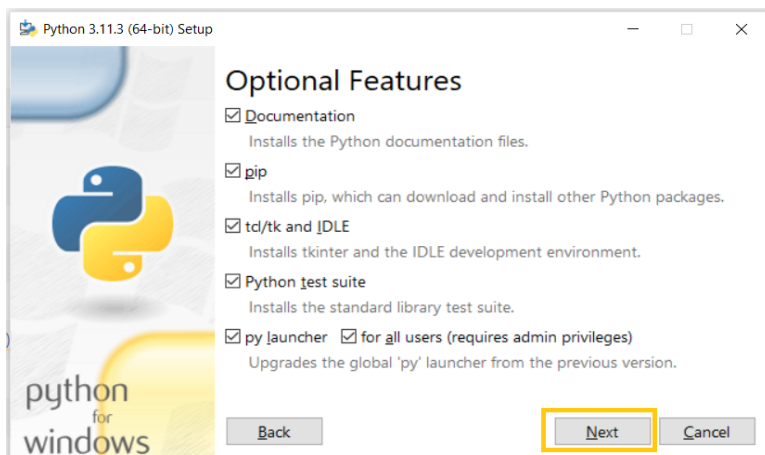 Python 3.11.3 (64-bit) Setup
Optional Features
Documentation
Installs the Python documentation files.
pip
Installs pip, which can download and install other Python packages.
tcl/tk and IDLE
Installs tkinter and the IDLE development environment.
Python test suite
Installs the standard library test suite.
py launcher for all users (requires admin privileges)
Upgrades the global 'py' launcher from the previous version.
python
for
windows
Back Next Cancel